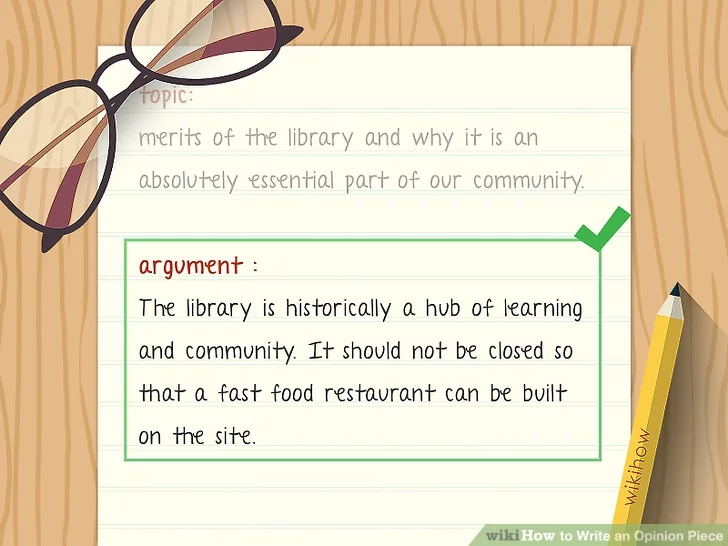 topic:
merits of the library and why it is an
absolutely essential part of our community.
argument :
The library is historically a hub of learning
and community. It should not be closed so
that a fast food restaurant can be built
on the site.
wikihow
wikiHow to Write an Opinion Piece